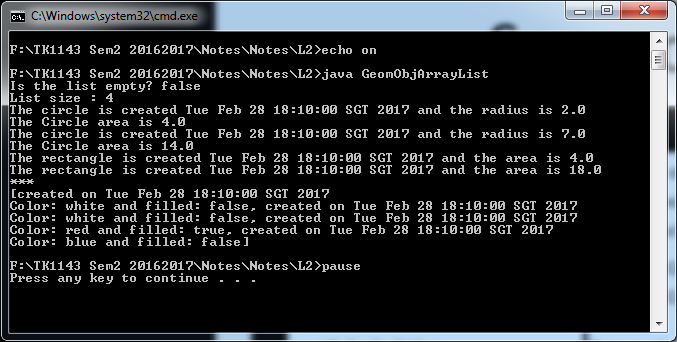 C:\Windows\system32\cmd.exe
F:\TK1143 Sem2 20162017\Notes\Notes\L2>echo on
F:\TK1143 Sem2 20162017\Notes\Notes\L2>java GeomObjArrayList
Is the list empty? false
List size : 4
The circle is created Tue Feb 28 18:10:00 SGT 2017 and the radius is 2.0
The Circle area is 4.0
The circle is created Tue Feb 28 18:10:00 SGT 2017 and the radius is 7.0
The Circle area is 14.0
The rectangle is created Tue Feb 28 18:10:00 SGT 2017 and the area is 4.0
The rectangle is created Tue Feb 28 18:10:00 SGT 2017 and the area is 18.0
***
[created on Tue Feb 28 18:10:00 SGT 2017
Color: white and filled: false, created on Tue Feb 28 18:10:00 SGT 2017
Color: white and filled: false, created on Tue Feb 28 18:10:00 SGT 2017
Color: red and filled: true, created on Tue Feb 28 18:10:00 SGT 2017
Color: blue and filled: false]
F:\TK1143 Sem2 20162017\Notes\Notes\L2>pause
Press any key to continue . . .